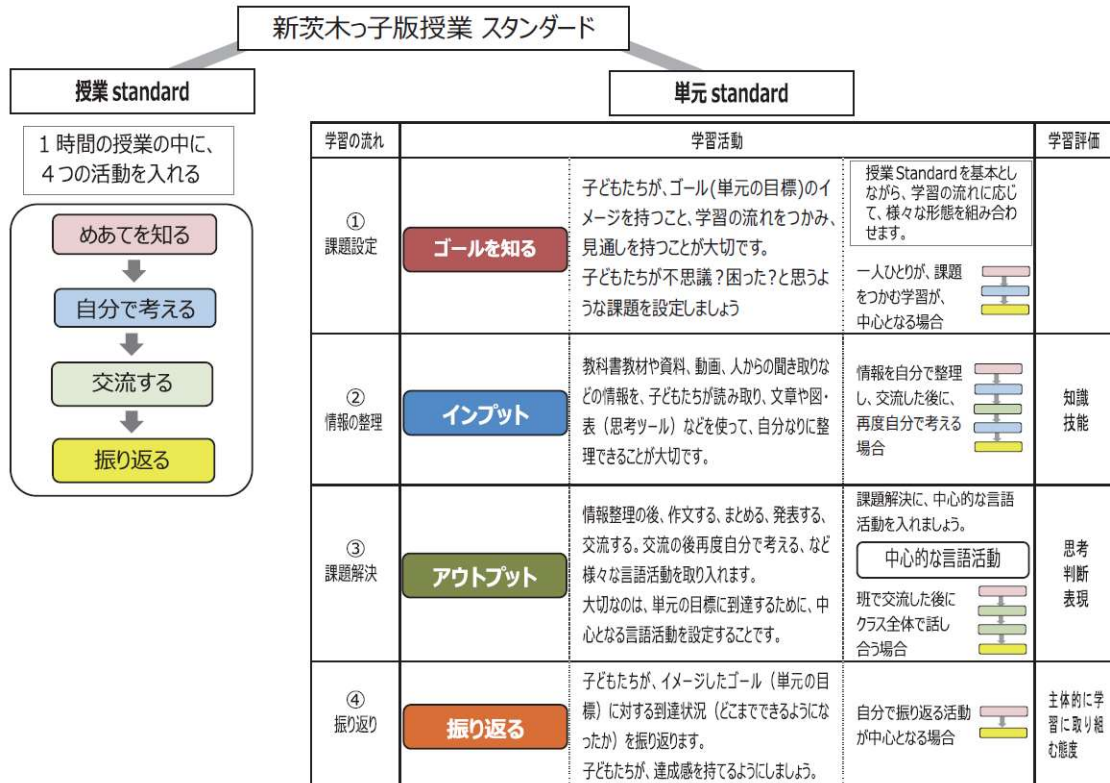 新茨木っ子版授業 スタンダード
授業 standard
1時間の授業の中に、
4つの活動を入れる
めあてを知る
自分で考える
交流する
振り返る
単元 standard
学習の流れ
学習活動
学習評価
①
課題設定
ゴールを知る
子どもたちが、ゴール(単元の目標)のイ
メージを持つこと、学習の流れをつかみ、
見通しを持つことが大切です。
子どもたちが不思議？困った？と思うよ
うな課題を設定しましょう
授業Standardを基本とし
ながら、学習の流れに応じ
て、様々な形態を組み合わ
せます。
一人ひとりが、課題
をつかむ学習が、
中心となる場合
②
情報の整理
インプット
教科書教材や資料、動画、人からの聞き取りな
どの情報を、子どもたちが読み取り、文章や図・
表（思考ツール）などを使って、自分なりに整
理できることが大切です。
情報を自分で整理
し、交流した後に、
再度自分で考える
場合
知識
技能
③
課題解決
アウトプット
情報整理の後、作文する、まとめる、発表する、
交流する。交流の後再度自分で考える、など
様々な言語活動を取り入れます。
大切なのは、単元の目標に到達するために、中
心となる言語活動を設定することです。
課題解決に、中心的な言語
活動を入れましょう。
中心的な言語活動
班で交流した後に
クラス全体で話し
合う場合
思考
判断
表現
④
振り返り
振り返る
子どもたちが、イメージしたゴール（単元の目
標）に対する到達状況（どこまでできるようにな
ったか）を振り返ります。
子どもたちが、達成感を持てるようにしましょう。
自分で振り返る活動
が中心となる場合
主体的に学
習に取り組
む態度